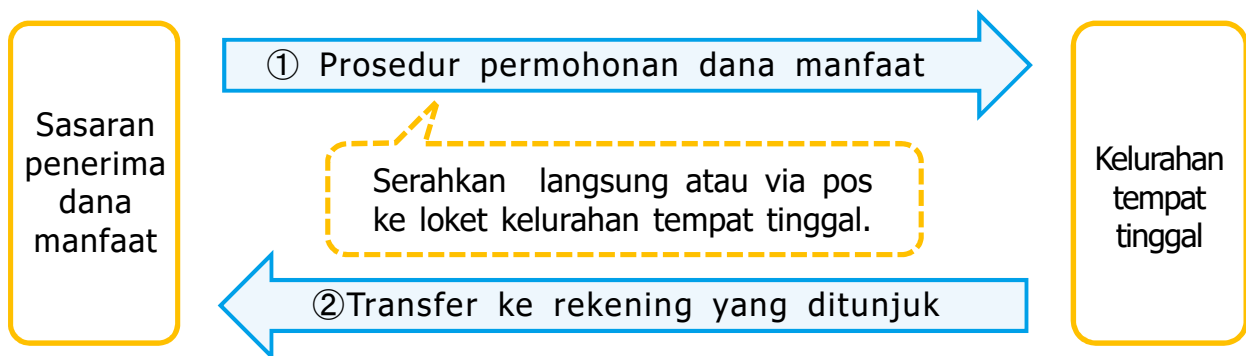 Sasaran
penerima
dana
manfaat
① Prosedur permohonan dana manfaat
Serahkan langsung atau via pos
ke loket kelurahan tempat tinggal.
②Transfer ke rekening yang ditunjuk
Kelurahan
tempat
tinggal